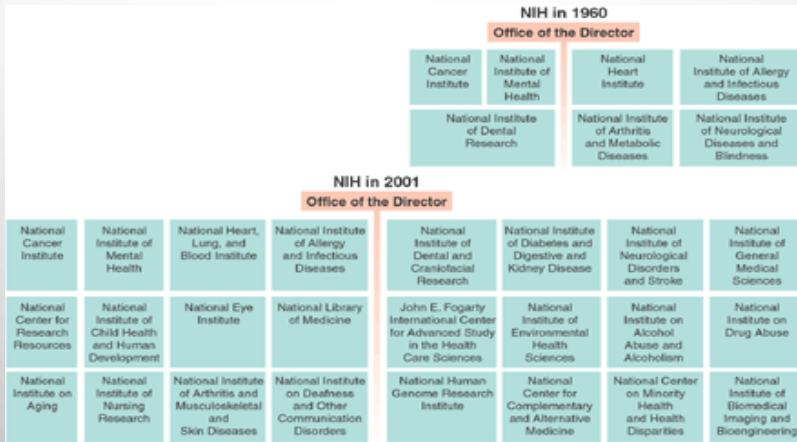 NIH in 1960
Office of the Director
National
Cancer
Institute
National
Institute of
Mental
Health
National
Heart
Institute
National
Institute of Allergy
and Infectious
Diseases
National Institute
of Dental
Research
National Institute
of Arthritis
and Metabolic
Diseases
National Institute
of Neurological
Diseases and
Blindness
NIH in 2001
Office of the Director
National
Cancer
Institute
National
Institute of
Mental
Health
National Heart,
Lung, and
Blood Institute
National Institute
of Allergy
and Infectious
Diseases
National
Institute of
Dental and
Craniofacial
Research
National Institute
of Diabetes and
Digestive and
Kidney Disease
National
Institute of
Neurological
Disorders
and Stroke
National
Institute of
General
Medical
Sciences
National
Center for
Research
Resources
National
Institute of
Child Health
and Human
Development
National Eye
Institute
National Library
of Medicine
John E. Fogarty
International Center
for Advanced Study
in the Health
Care Sciences
National
Institute of
Environmental
Health
Sciences
National
Institute on
Alcohol
Abuse and
Alcoholism
National
Institute on
Drug Abuse
National
Institute on
Aging
National
Institute of
Nursing
Research
National Institute
of Arthritis and
Musculoskeletal
and
Skin Diseases
National Institute
on Deafness
and Other
Communication
Disorders
National Human
Genome Research
Institute
National
Center for
Complementary
and Alternative
Medicine
National Center
on Minority
Health
and Health
Disparities
National
Institute of
Biomedical
Imaging and
Bioengineering